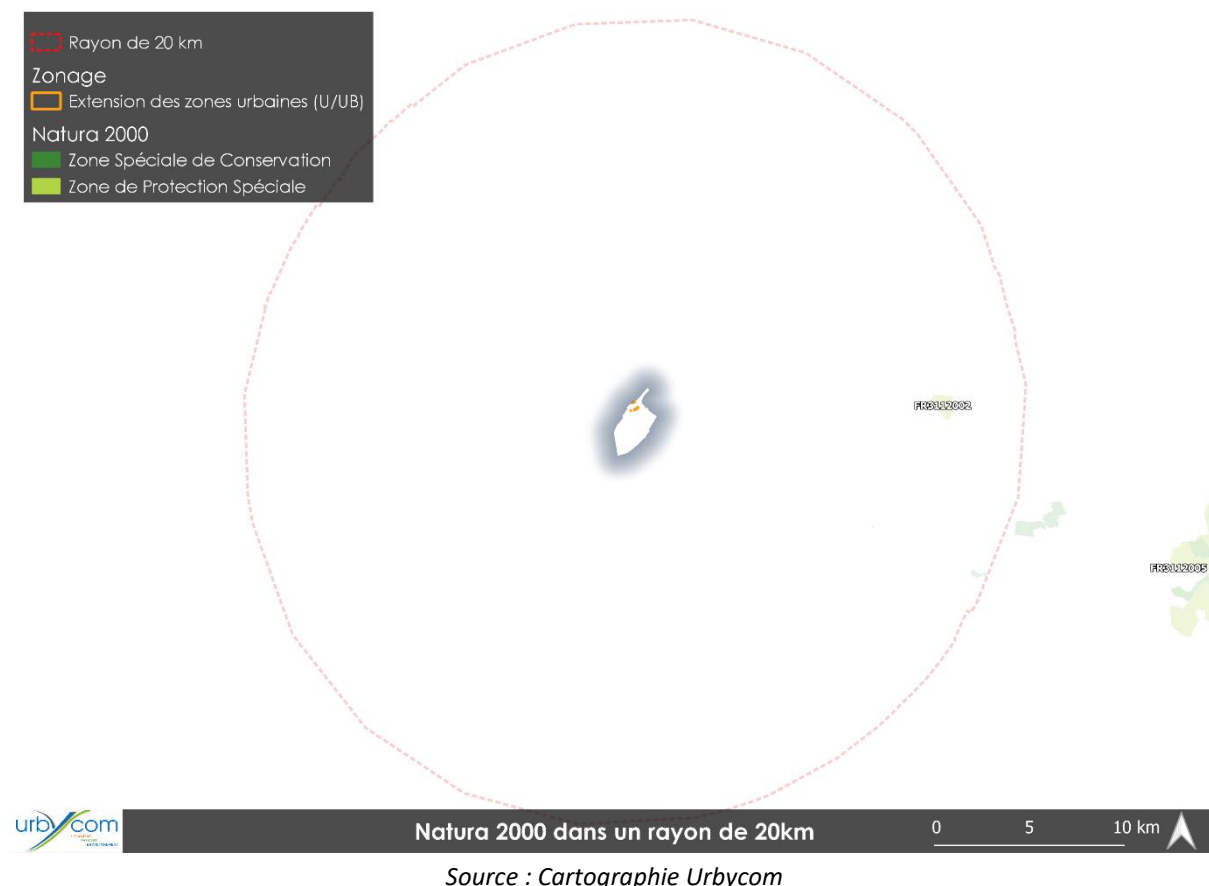 Rayon de 20 km
Zonage
Extension des zones urbaines (U/UB)
Natura 2000
Zone Spéciale de Conservation
Zone de Protection Spéciale
FR3112002
FR3112005
urbycom
Natura 2000 dans un rayon de 20km
0 5 10 km
Source : Cartographie Urbycom